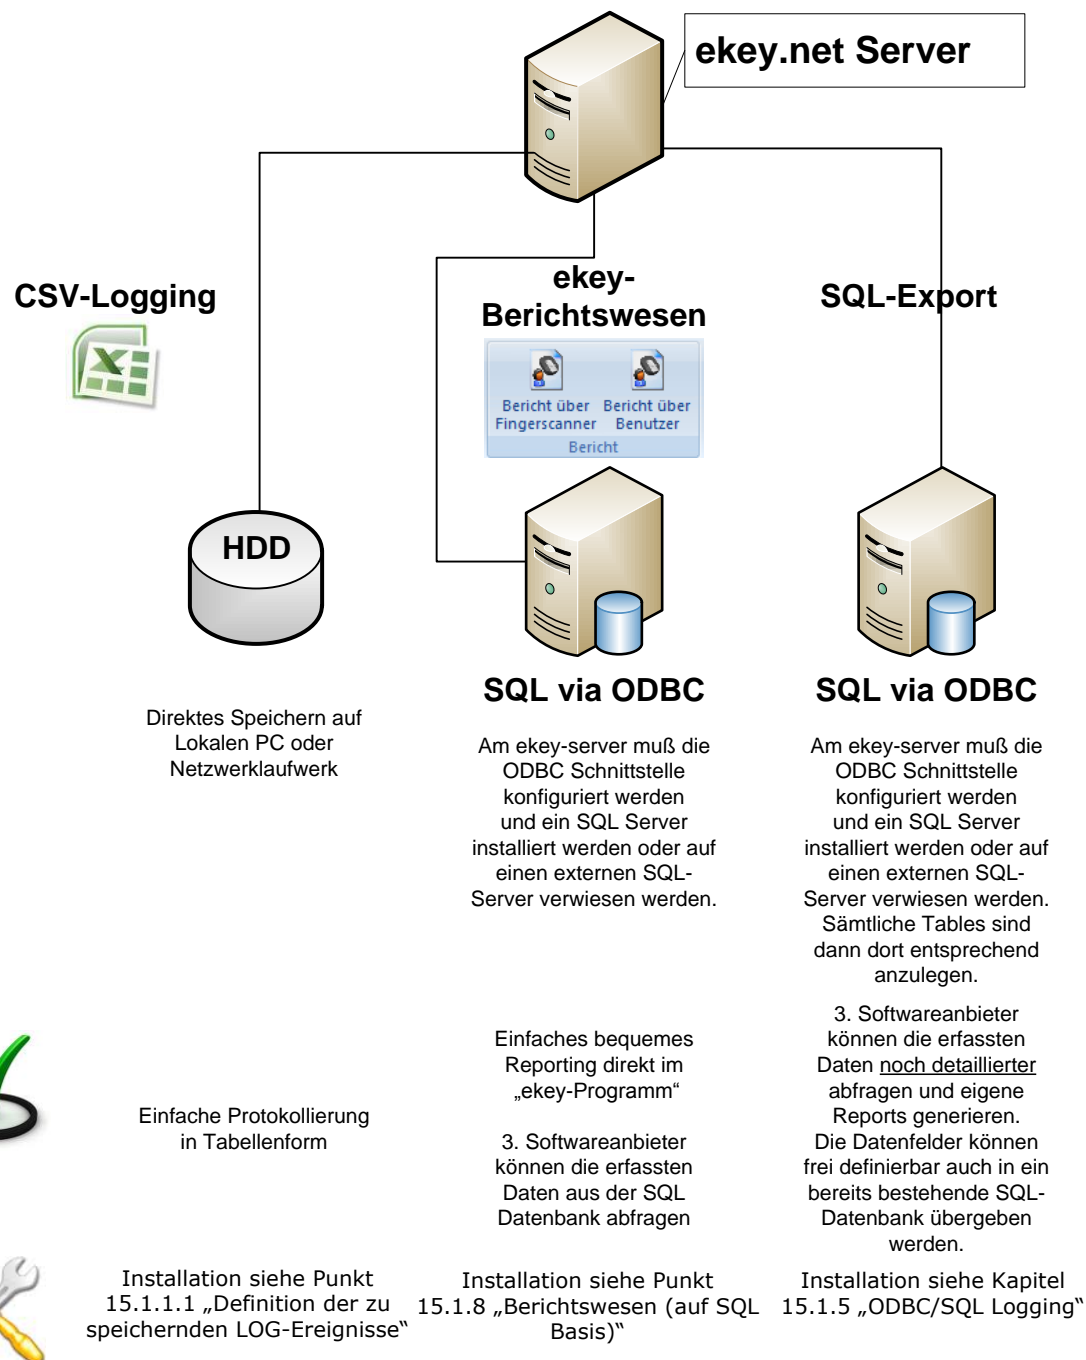 ekey.net Server
CSV-Logging
ekey-
Berichtswesen
SQL-Export
Bericht über
Fingerscanner
Bericht über
Benutzer
Bericht
HDD
Direktes Speichern auf
Lokalen PC oder
Netzwerklaufwerk
SQL via ODBC
Am ekey-server muß die
ODBC Schnittstelle
konfiguriert werden
und ein SQL Server
installiert werden oder auf
einen externen SQL-
Server verwiesen werden.
SQL via ODBC
Am ekey-server muß die
ODBC Schnittstelle
konfiguriert werden
und ein SQL Server
installiert werden oder auf
einen externen SQL-
Server verwiesen werden.
Sämtliche Tables sind
dann dort entsprechend
anzulegen.
Einfache Protokollierung
in Tabellenform
Einfaches bequemes
Reporting direkt im
„ekey-Programm“
3. Softwareanbieter
können die erfassten
Daten aus der SQL
Datenbank abfragen
3. Softwareanbieter
können die erfassten
Daten noch detaillierter
abfragen und eigene
Reports generieren.
Die Datenfelder können
frei definierbar auch in ein
bereits bestehende SQL-
Datenbank übergeben
werden.
Installation siehe Punkt
15.1.1.1 „Definition der zu
speichernden LOG-Ereignisse“
Installation siehe Punkt
15.1.8 „Berichtswesen (auf SQL
Basis)“
Installation siehe Kapitel
15.1.5 „ODBC/SQL Logging“